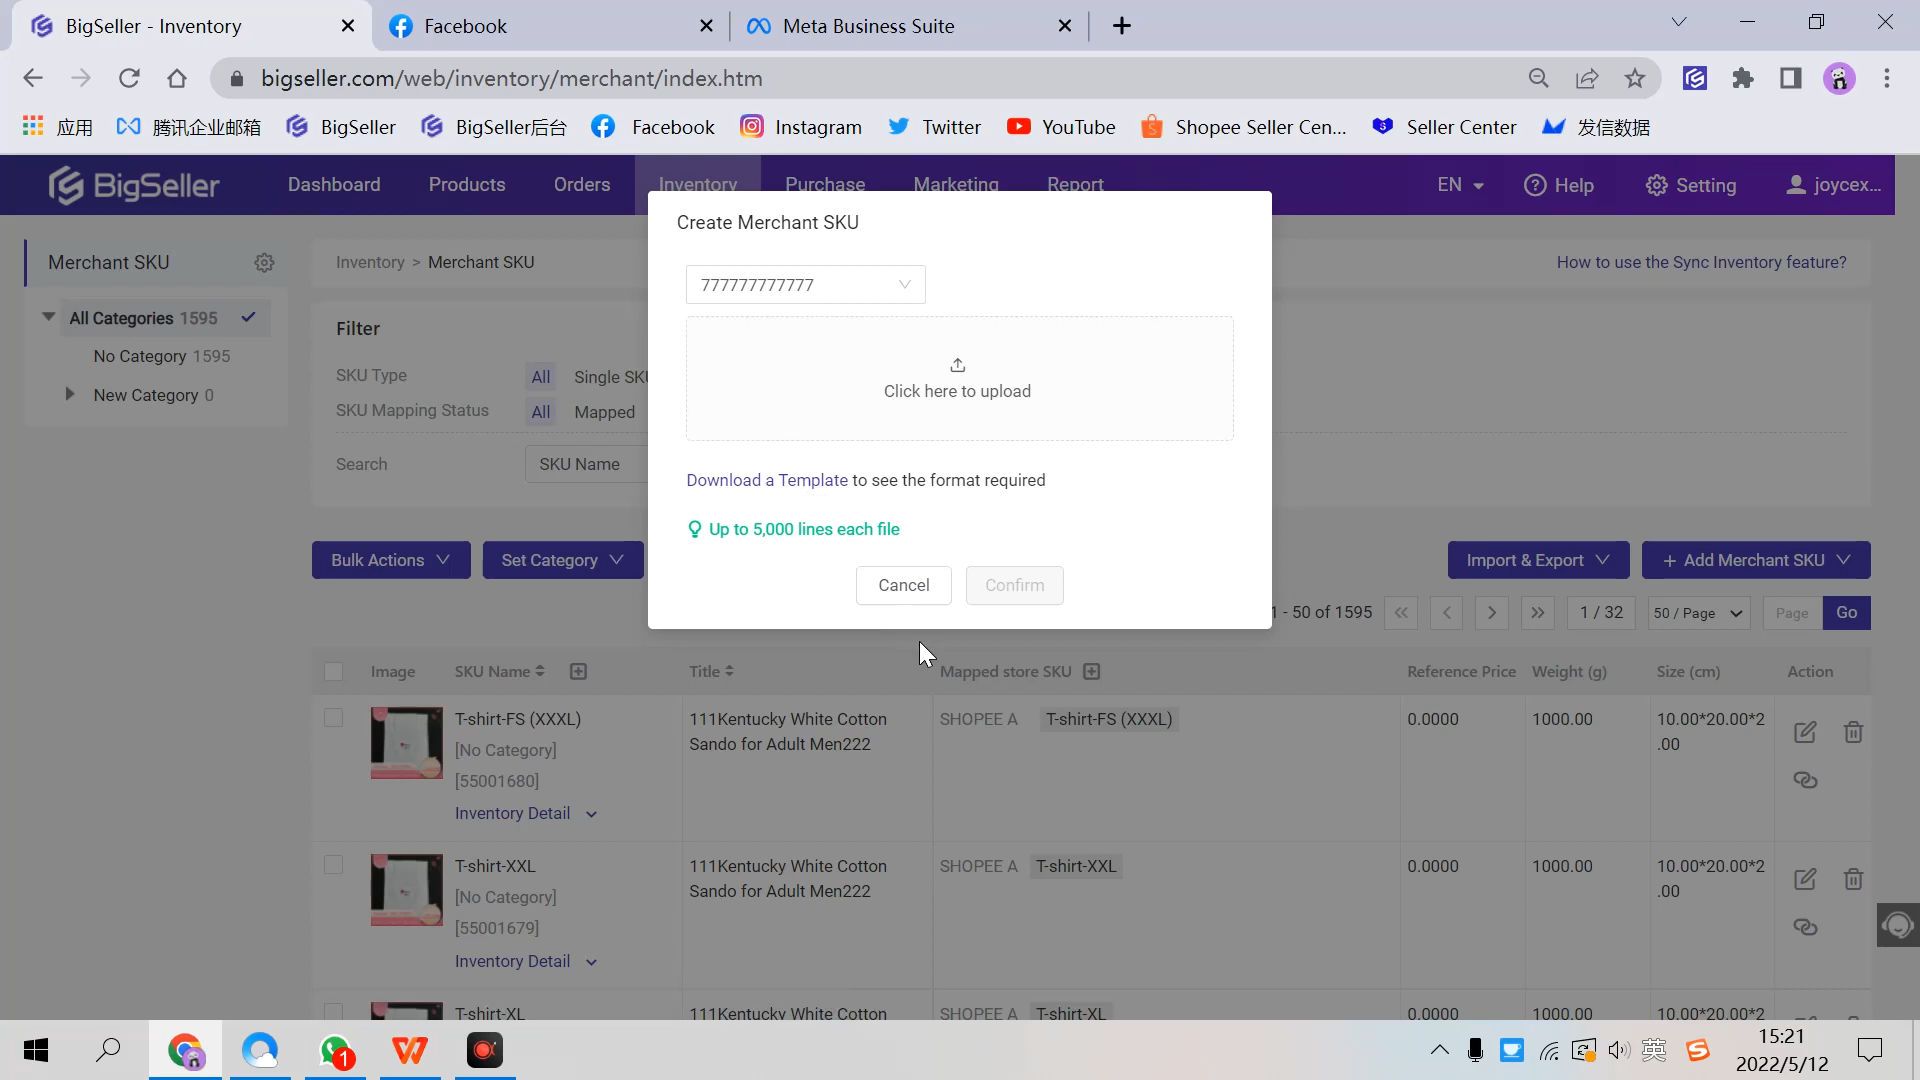 BigSeller - Inventory
Facebook
Meta Business Suite
bigseller.com/web/inventory/merchant/index.htm
应用
腾讯企业邮箱
BigSeller
BigSeller后台
Facebook
Instagram
Twitter
YouTube
Shopee Seller Cen...
Seller Center
发信数据
BigSeller
Dashboard
Products
Orders
Inventory
Purchase
Marketing
Report
EN
Help
Setting
joycex...
Merchant SKU
All Categories 1595
No Category 1595
New Category 0
Inventory > Merchant SKU
How to use the Sync Inventory feature?
Filter
SKU Type
All
Single SKU
SKU Mapping Status
All
Mapped
Search
SKU Name
Create Merchant SKU
777777777777
Click here to upload
Download a Template to see the format required
Up to 5,000 lines each file
Cancel
Confirm
Bulk Actions
Set Category
Import & Export
+ Add Merchant SKU
1 - 50 of 1595
1 / 32
50 / Page
Page
Go
Image
SKU Name
Title
Mapped store SKU
Reference Price
Weight (g)
Size (cm)
Action
T-shirt-FS (XXXL)
[No Category]
[55001680]
Inventory Detail
111Kentucky White Cotton
Sando for Adult Men222
SHOPEE A
T-shirt-FS (XXXL)
0.0000
1000.00
10.00*20.00*2
.00
T-shirt-XXL
[No Category]
[55001679]
Inventory Detail
111Kentucky White Cotton
Sando for Adult Men222
SHOPEE A
T-shirt-XXL
0.0000
1000.00
10.00*20.00*2
.00
T-shirt-XL
111Kentucky White Cotton
SHOPEE A
T-shirt-XL
0.0000
1000.00
10.00*20.00*2
1
英
15:21
2022/5/12